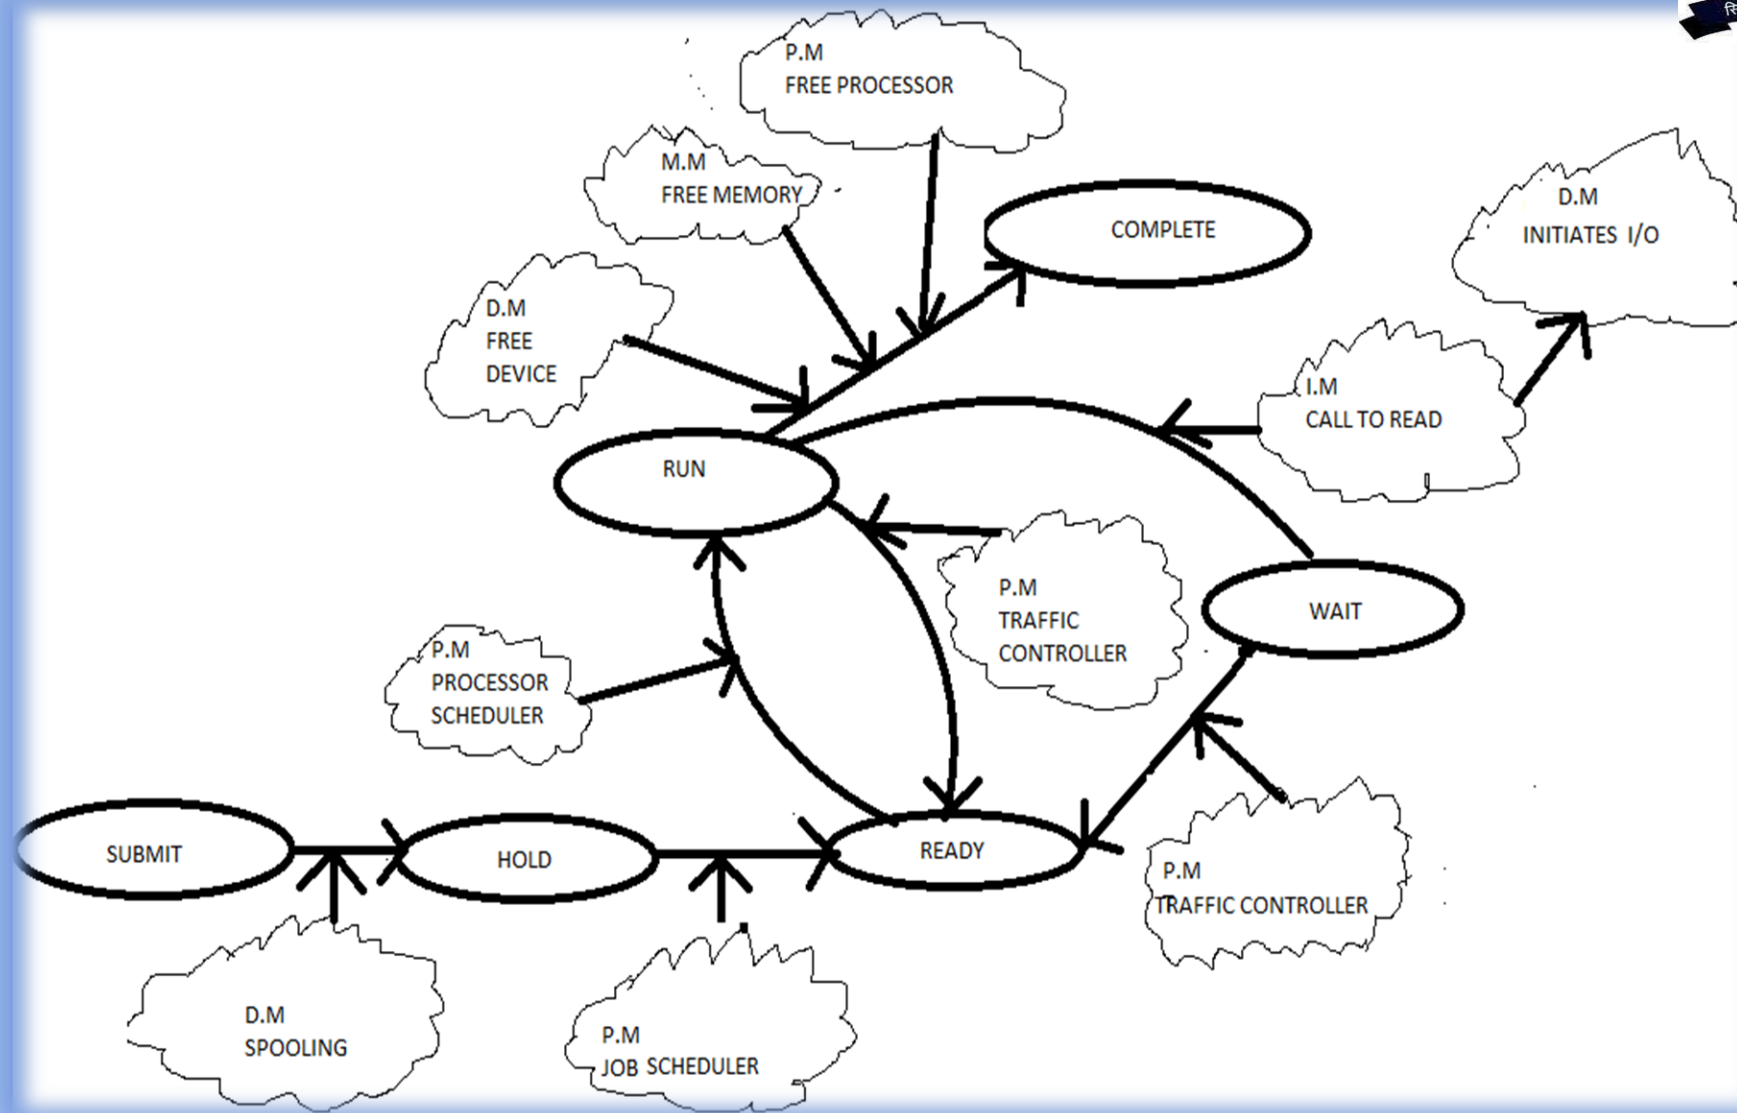 P.M
FREE PROCESSOR
M.M
FREE MEMORY
COMPLETE
D.M
INITIATES I/O
D.M
FREE
DEVICE
I.M
CALL TO READ
RUN
P.M
TRAFFIC
CONTROLLER
WAIT
P.M
PROCESSOR
SCHEDULER
SUBMIT
HOLD
READY
P.M
TRAFFIC CONTROLLER
D.M
SPOOLING
P.M
JOB SCHEDULER